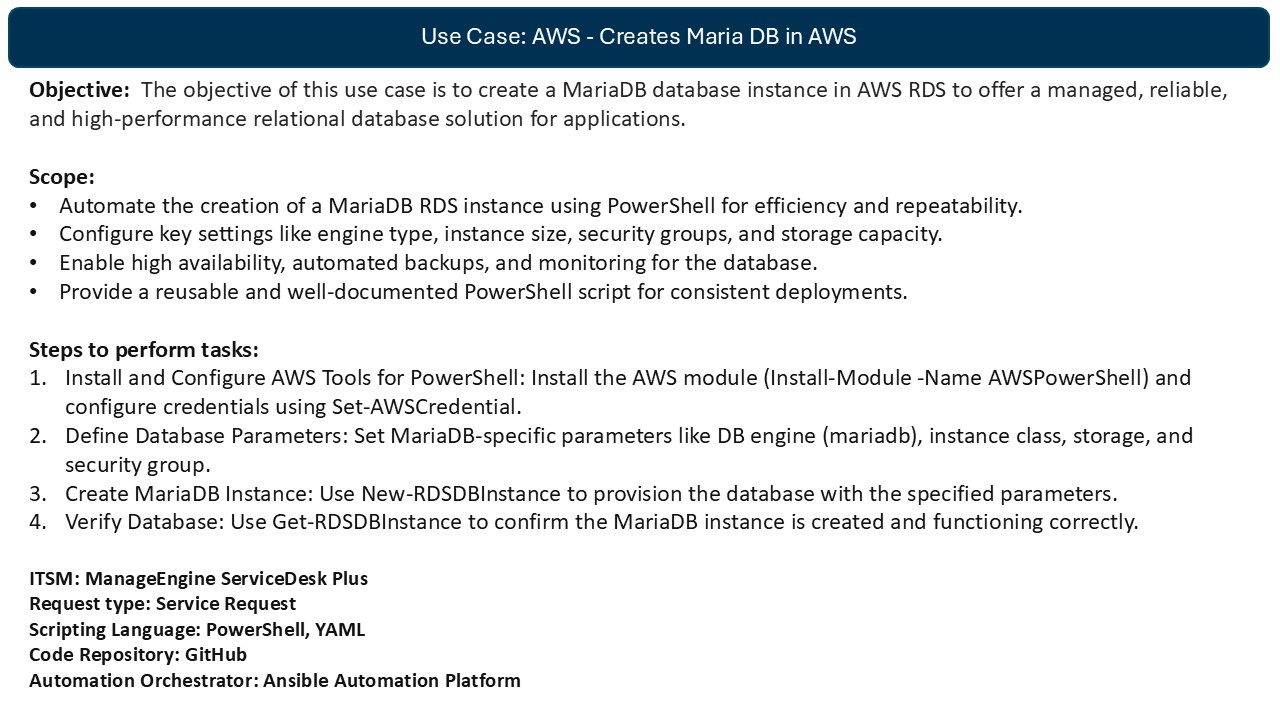 Use Case: AWS - Creates Maria DB in AWS
Objective: The objective of this use case is to create a MariaDB database instance in AWS RDS to offer a managed, reliable,
and high-performance relational database solution for applications.
Scope:
• Automate the creation of a MariaDB RDS instance using PowerShell for efficiency and repeatability.
• Configure key settings like engine type, instance size, security groups, and storage capacity.
• Enable high availability, automated backups, and monitoring for the database.
• Provide a reusable and well-documented PowerShell script for consistent deployments.
Steps to perform tasks:
1. Install and Configure AWS Tools for PowerShell: Install the AWS module (Install-Module -Name AWSPowerShell) and
configure credentials using Set-AWSCredential.
2. Define Database Parameters: Set MariaDB-specific parameters like DB engine (mariadb), instance class, storage, and
security group.
3. Create MariaDB Instance: Use New-RDSDBInstance to provision the database with the specified parameters.
4. Verify Database: Use Get-RDSDBInstance to confirm the MariaDB instance is created and functioning correctly.
ITSM: ManageEngine ServiceDesk Plus
Request type: Service Request
Scripting Language: PowerShell, YAML
Code Repository: GitHub
Automation Orchestrator: Ansible Automation Platform